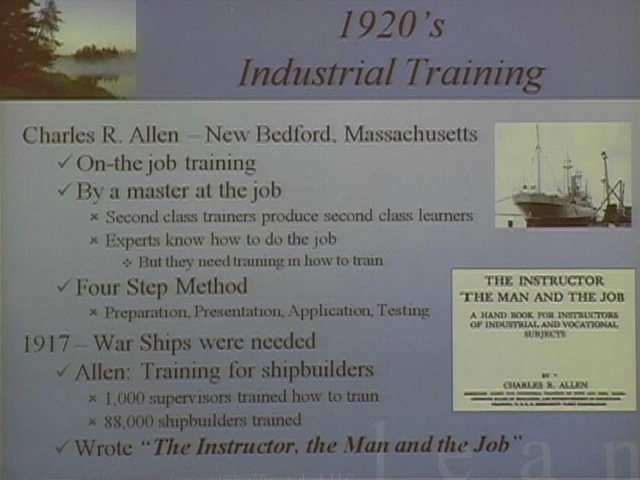 1920's
Industrial Training
Charles R. Allen – New Bedford, Massachusetts
✓ On-the job training
✓ By a master at the job
× Second class trainers produce second class learners
× Experts know how to do the job
❖ But they need training in how to train
✓ Four Step Method
× Preparation, Presentation, Application, Testing
1917 – War Ships were needed
✓ Allen: Training for shipbuilders
× 1,000 supervisors trained how to train
× 88,000 shipbuilders trained
✓ Wrote "The Instructor, the Man and the Job"
THE INSTRUCTOR
THE MAN AND THE JOB
A HAND BOOK FOR INSTRUCTORS
OF INDUSTRIAL AND VOCATIONAL
SUBJECTS
BY
CHARLES R. ALLEN
lean